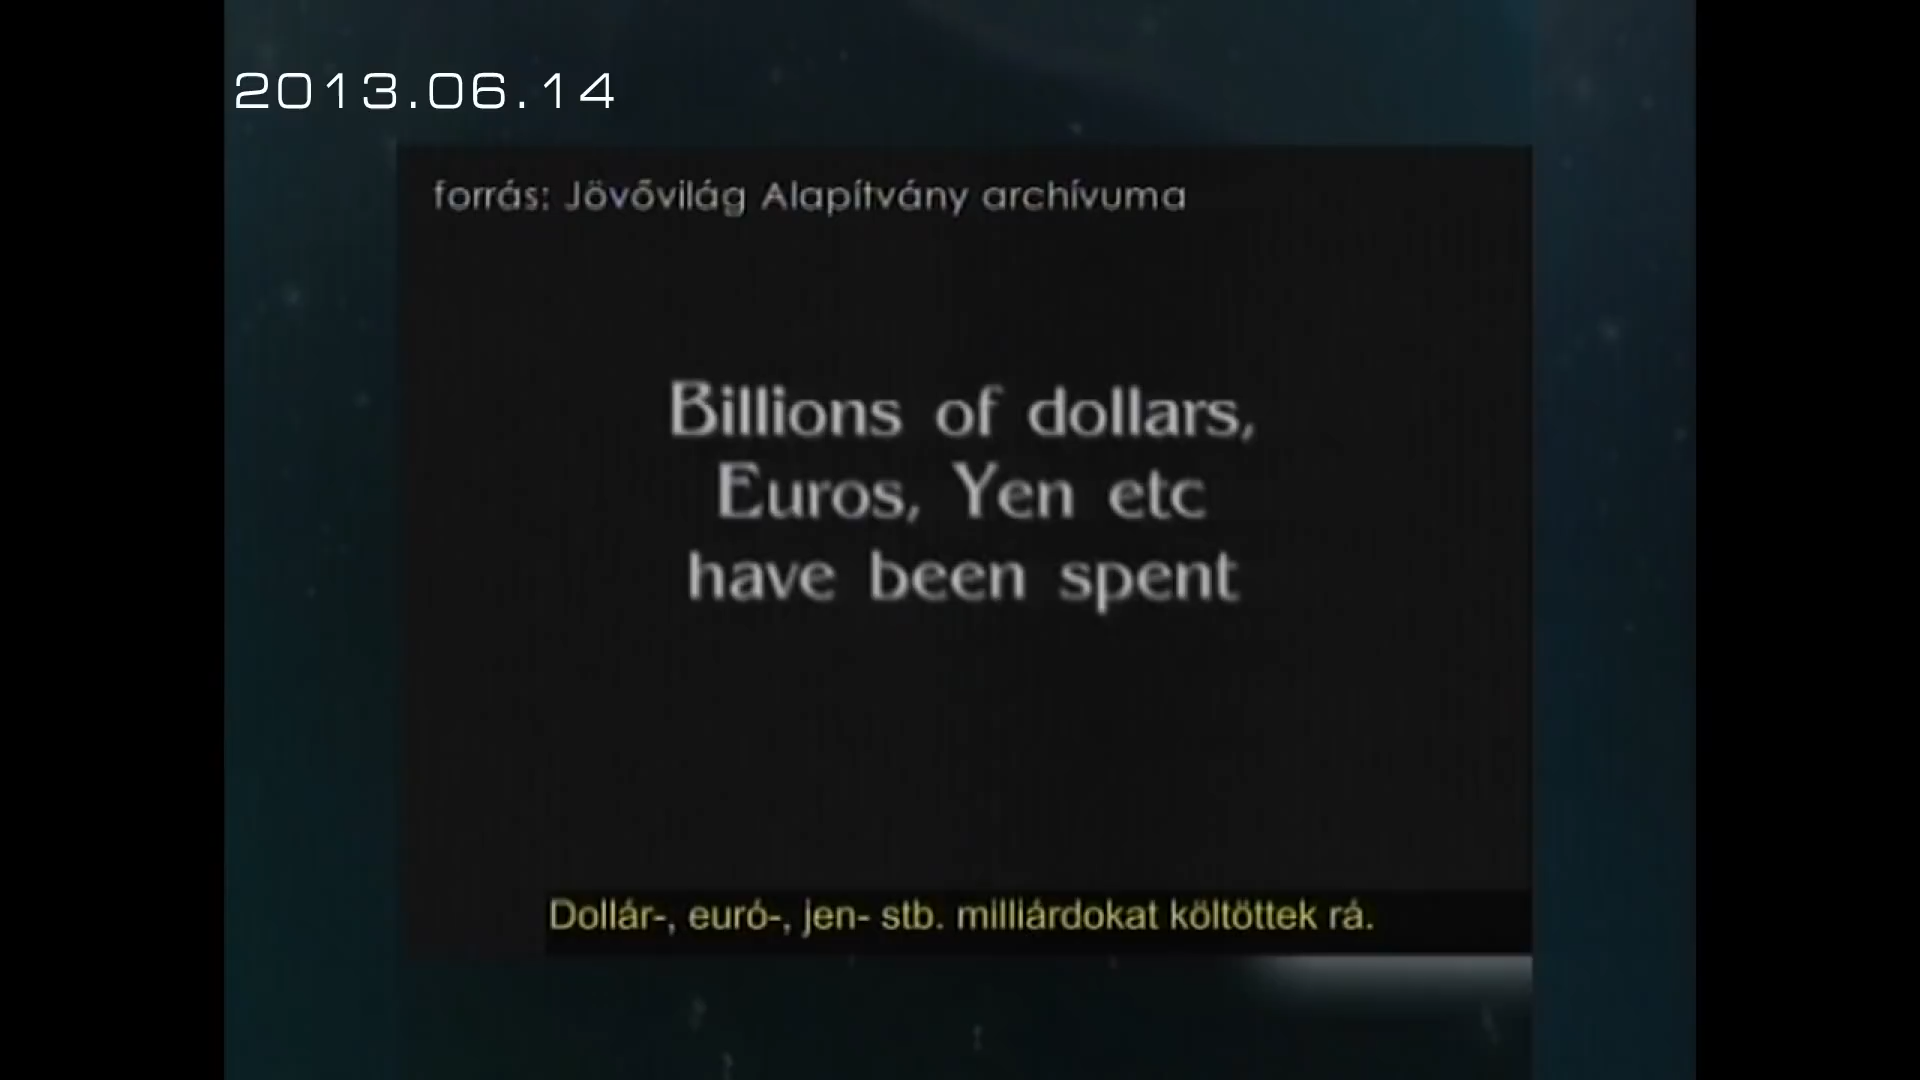 2013.06.14
forrás: Jövővilág Alapítvány archívuma
Billions of dollars,
Euros, Yen etc
have been spent
Dollár-, euró-, jen- stb. milliárdokat költöttek rá.